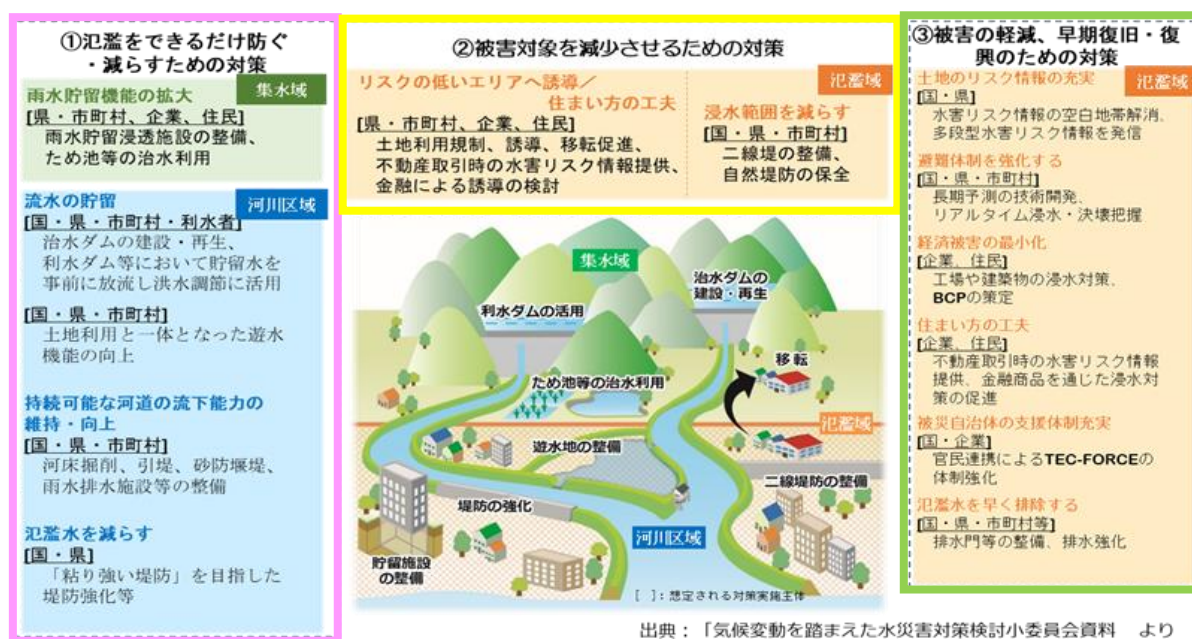 ①氾濫をできるだけ防ぐ
・減らすための対策
集水域
雨水貯留機能の拡大
[県・市町村、企業、住民]
雨水貯留浸透施設の整備、
ため池等の治水利用
河川区域
流水の貯留
[国・県・市町村・利水者]
治水ダムの建設・再生、
利水ダム等において貯留水を
事前に放流し洪水調節に活用
[国・県・市町村]
土地利用と一体となった遊水
機能の向上
持続可能な河道の流下能力の
維持・向上
[国・県・市町村]
河床掘削、引堤、砂防堰堤、
雨水排水施設等の整備
氾濫水を減らす
[国・県]
「粘り強い堤防」を目指した
堤防強化等
②被害対象を減少させるための対策
氾濫域
リスクの低いエリアへ誘導／
住まい方の工夫
[県・市町村、企業、住民]
土地利用規制、誘導、移転促進、
不動産取引時の水害リスク情報提供、
金融による誘導の検討
浸水範囲を減らす
[国・県・市町村]
二線堤の整備、
自然堤防の保全
集水域
治水ダムの
建設・再生
利水ダムの活用
移転
ため池等の治水利用
氾濫域
遊水地の整備
二線堤防の整備
堤防の強化
河川区域
貯留施設
の整備
[ ]：想定される対策実施主体
③被害の軽減、早期復旧・復
興のための対策
氾濫域
土地のリスク情報の充実
[国・県]
水害リスク情報の空白地帯解消、
多段型水害リスク情報を発信
避難体制を強化する
[国・県・市町村]
長期予測の技術開発、
リアルタイム浸水・決壊把握
経済被害の最小化
[企業、住民]
工場や建築物の浸水対策、
BCPの策定
住まい方の工夫
[企業、住民]
不動産取引時の水害リスク情報
提供、金融商品を通じた浸水対
策の促進
被災自治体の支援体制充実
[国・企業]
官民連携によるTEC-FORCEの
体制強化
氾濫水を早く排除する
[国・県・市町村等]
排水門等の整備、排水強化
出典：「気候変動を踏まえた水災害対策検討小委員会資料 より